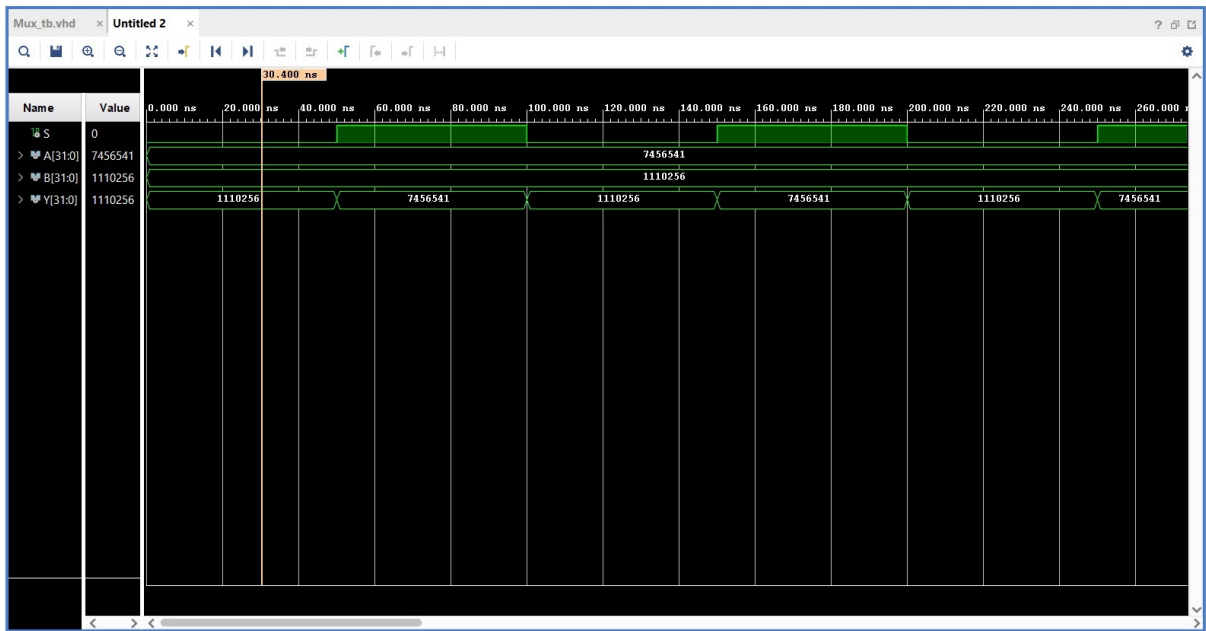 Mux_tb.vhd × Untitled 2 ×
?
30.400 ns
Name Value 0.000 ns 20.000 ns 40.000 ns 60.000 ns 80.000 ns 100.000 ns 120.000 ns 140.000 ns 160.000 ns 180.000 ns 200.000 ns 220.000 ns 240.000 ns 260.000 n
S 0
> A[31:0] 7456541 7456541
> B[31:0] 1110256 1110256
> Y[31:0] 1110256 1110256 7456541 1110256 7456541 1110256 7456541